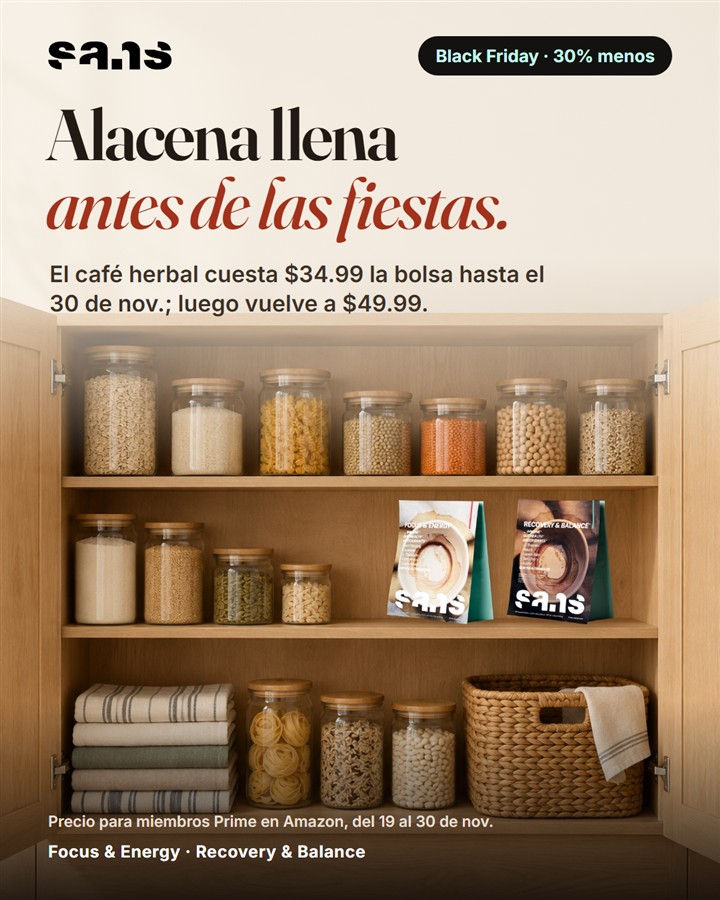 sans
Black Friday · 30% menos
Alacena llena
antes de las fiestas.
El café herbal cuesta $34.99 la bolsa hasta el
30 de nov.; luego vuelve a $49.99.
FOCUS & ENERGY
RECOVERY & BALANCE
sans
sans
Precio para miembros Prime en Amazon, del 19 al 30 de nov.
Focus & Energy · Recovery & Balance